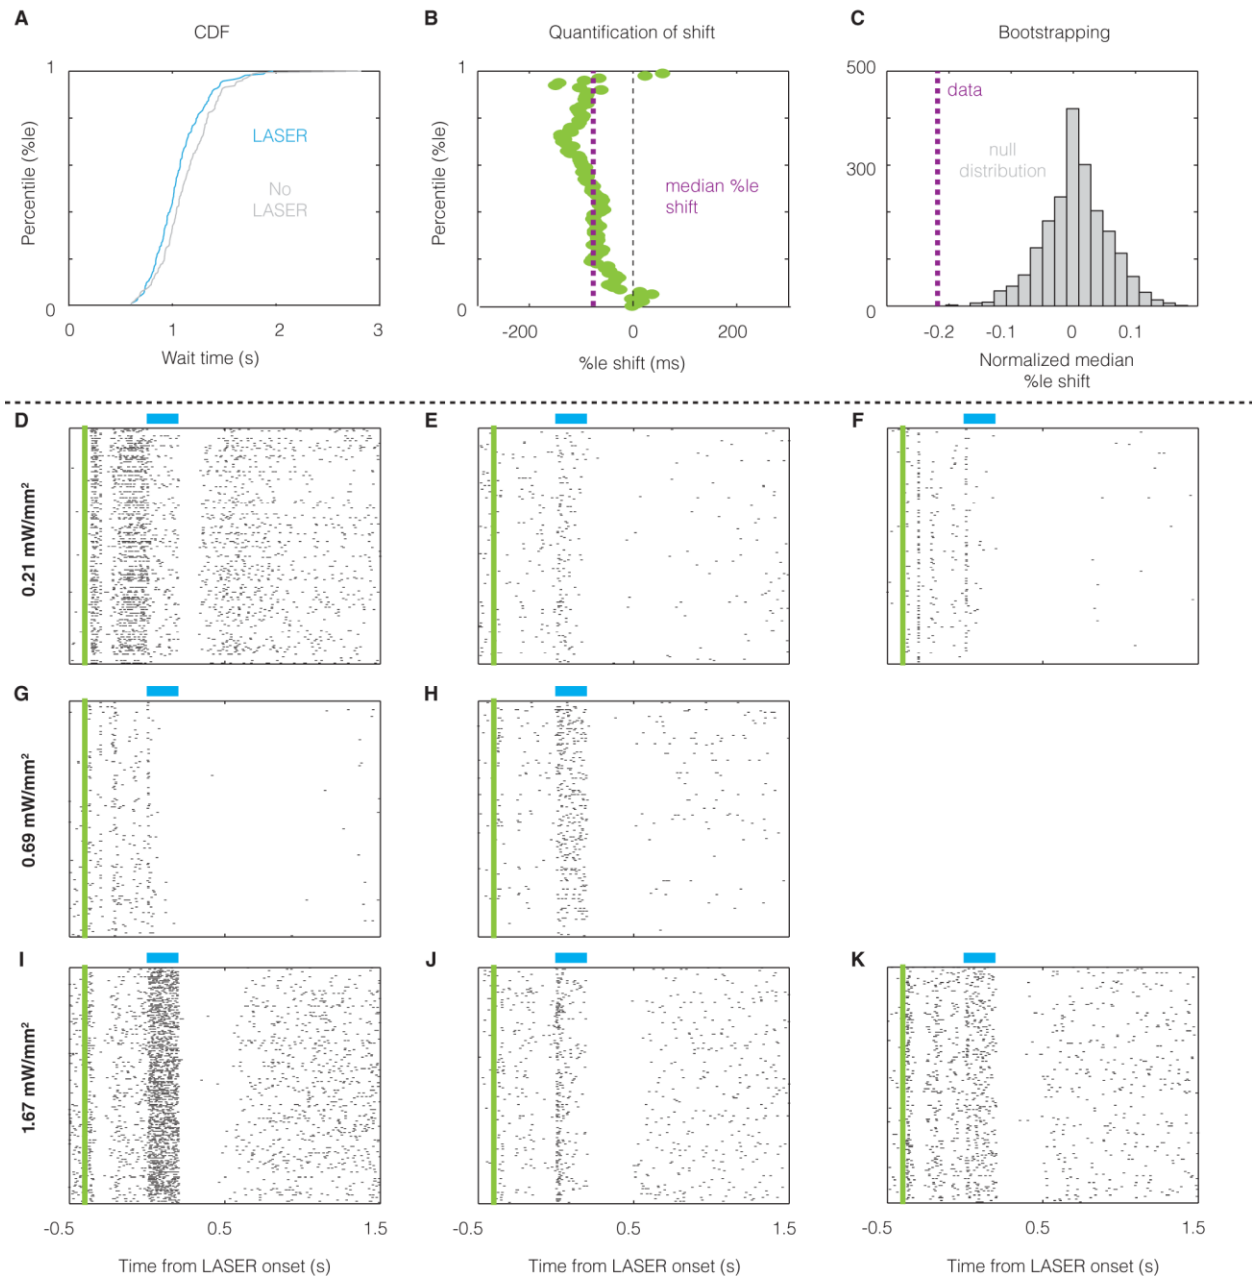 A
CDF
1
Percentile (%le)
LASER
No
LASER
0
0
1
2
3
Wait time (s)
B
Quantification of shift
1
Percentile (%le)
median %le
shift
0
-200
0
200
%le shift (ms)
C
Bootstrapping
500
data
null
distribution
300
0
-0.2
-0.1
0
0.1
Normalized median
%le shift
D
E
F
0.21 mW/mm²
G
H
0.69 mW/mm²
I
J
K
1.67 mW/mm²
-0.5
0.5
1.5
Time from LASER onset (s)
0.5
1.5
Time from LASER onset (s)
-0.5
0.5
1.5
Time from LASER onset (s)